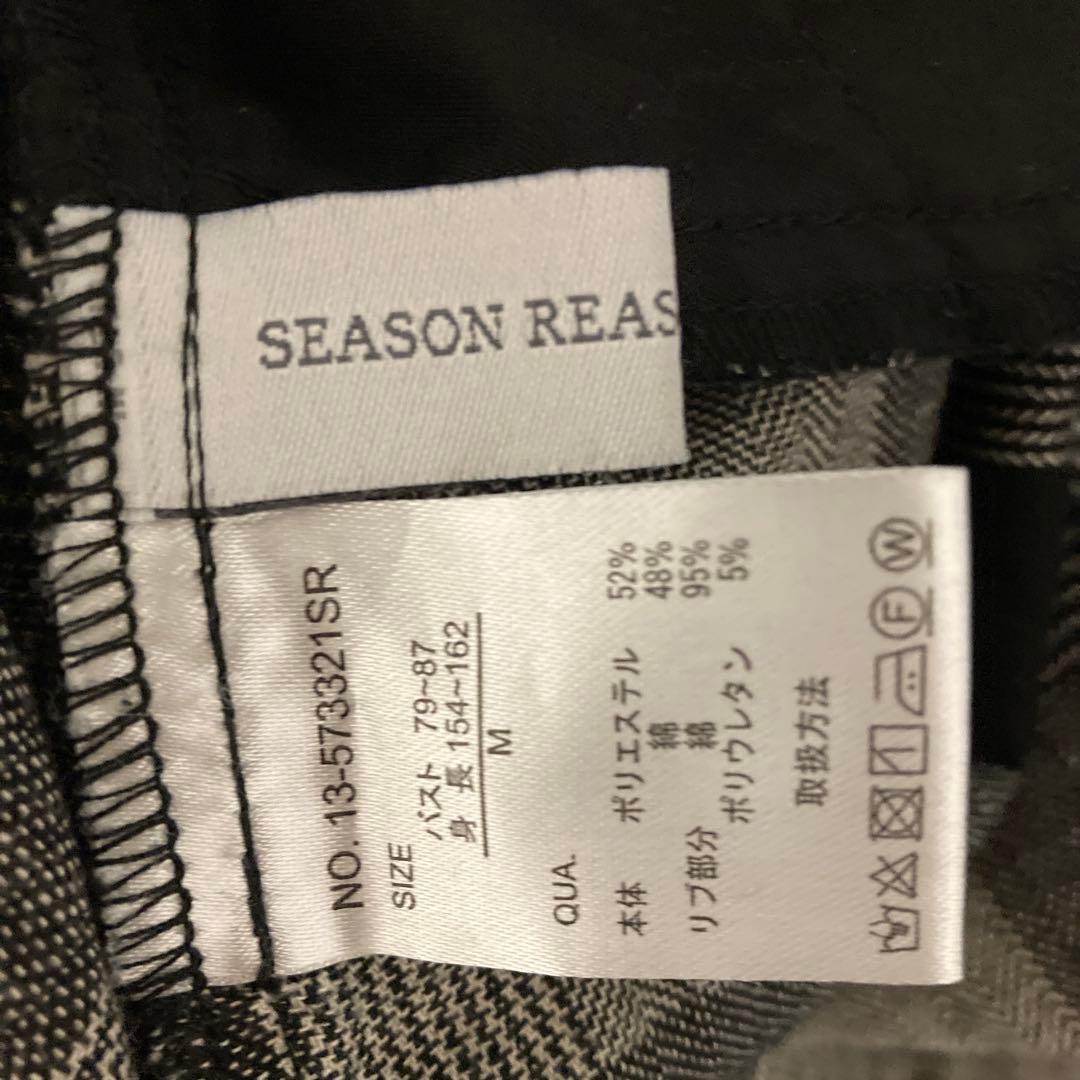 SEASON REAS
NO. 13-573321SR
SIZE
バスト 79~87
身 長 154~162
M
QUA.
本体 ポリエステル 52%
綿 48%
リブ部分 綿 95%
ポリウレタン 5%
取扱方法
F W